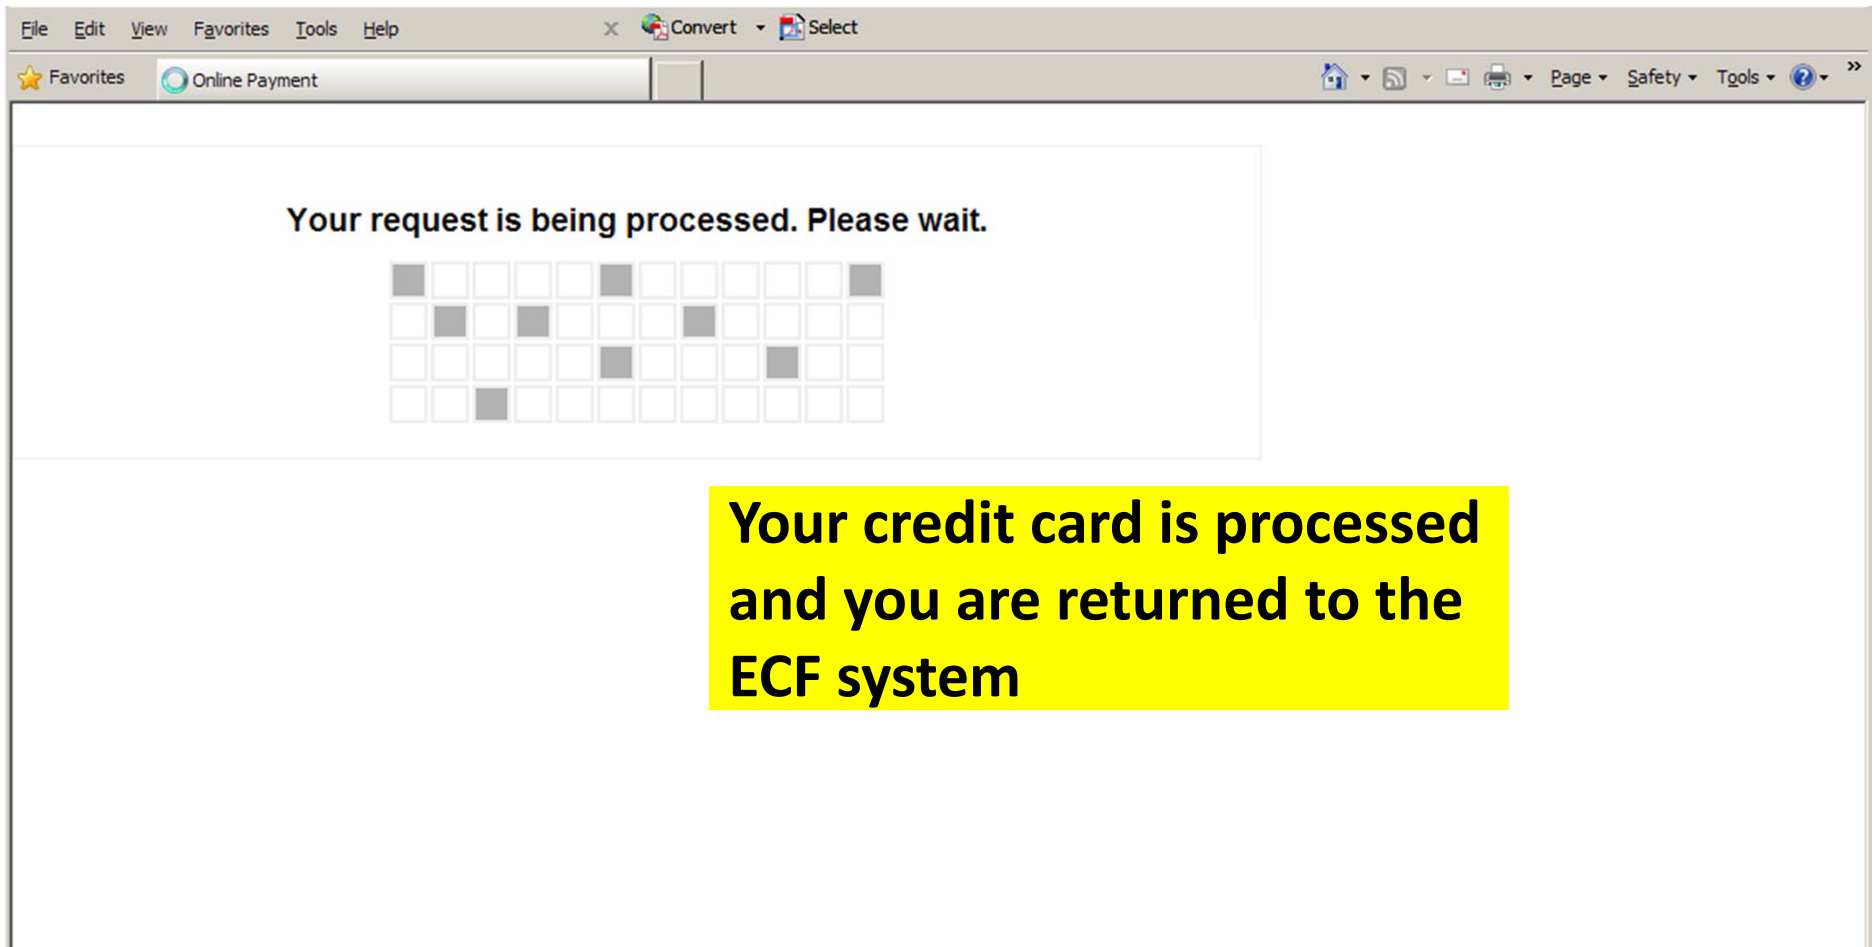 File Edit View Favorites Tools Help x Convert Select
Favorites Online Payment Page Safety Tools »
Your request is being processed. Please wait.
Your credit card is processed
and you are returned to the
ECF system